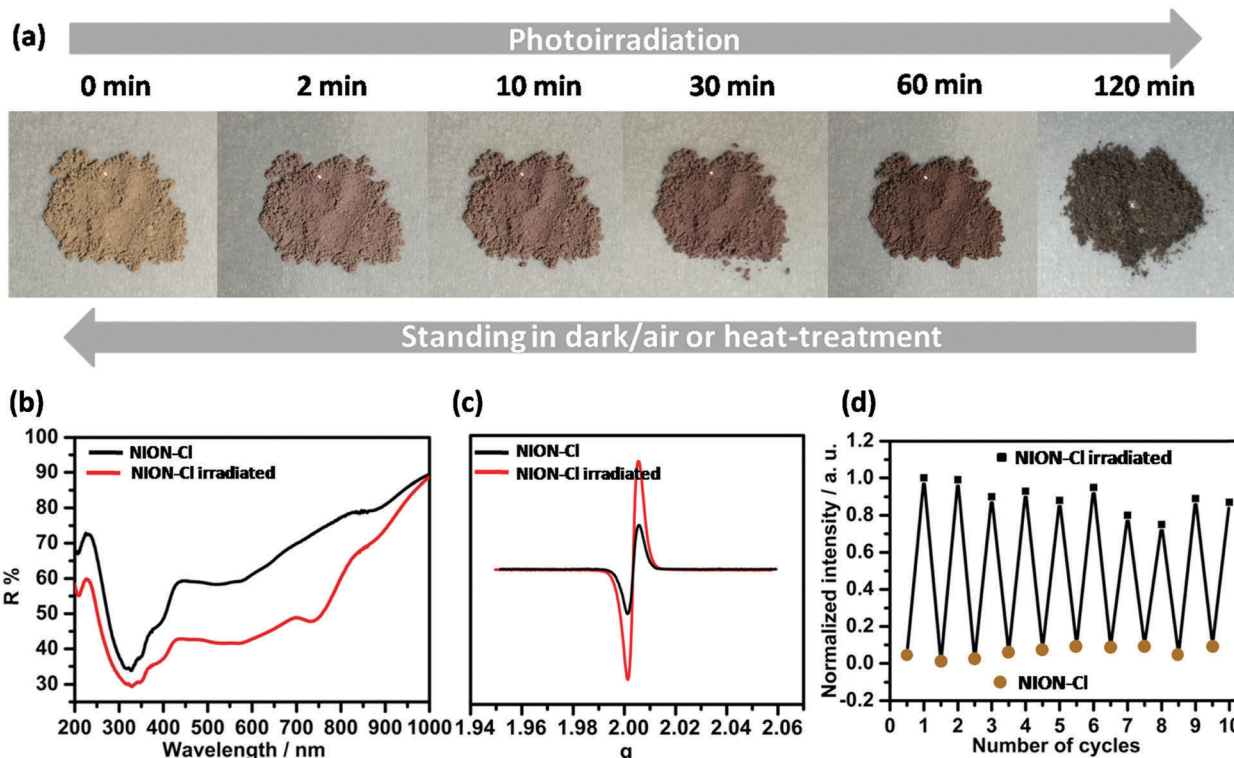 (a)
Photoirradiation
0 min 2 min 10 min 30 min 60 min 120 min
Standing in dark/air or heat-treatment
(b)
100
90
80
70
60
50
40
30
R %
NION-Cl
NION-Cl irradiated
200 300 400 500 600 700 800 900 1000
Wavelength / nm
(c)
NION-Cl
NION-Cl irradiated
1.94 1.96 1.98 2.00 2.02 2.04 2.06
g
(d)
Normalized intensity / a. u.
1.2
1.0
0.8
0.6
0.4
0.2
0.0
-0.2
NION-Cl irradiated
NION-Cl
1 2 3 4 5 6 7 8 9 10
Number of cycles